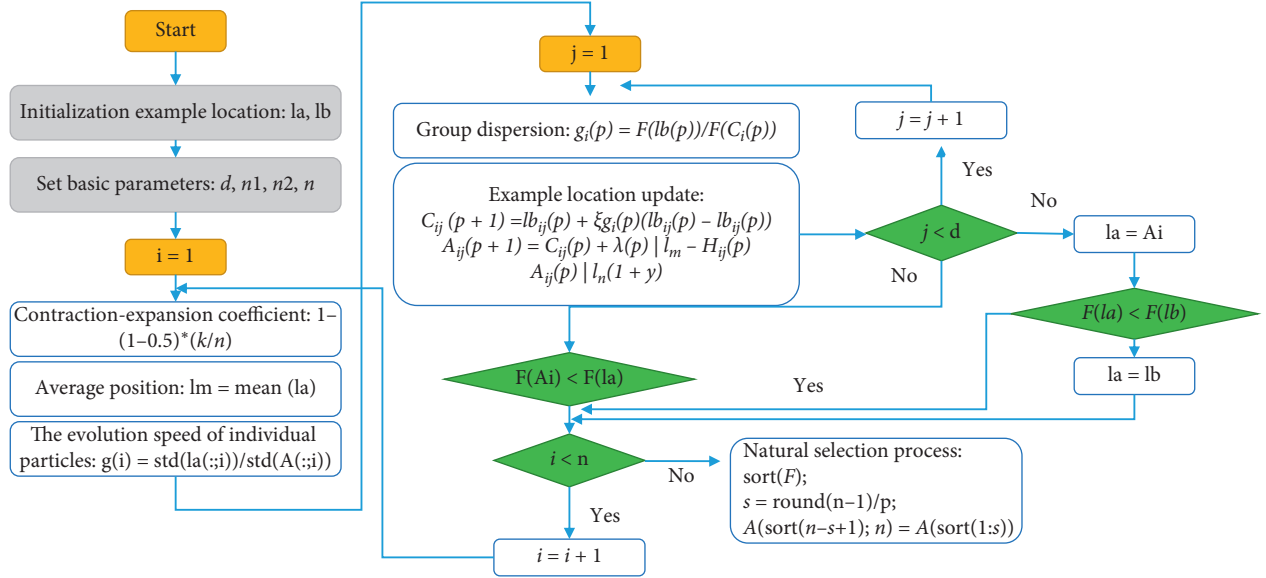 Start
Initialization example location: la, lb
Set basic parameters: d, n1, n2, n
i = 1
Contraction-expansion coefficient: 1–
(1–0.5)*(k/n)
Average position: lm = mean (la)
The evolution speed of individual
particles: g(i) = std(la(:;i))/std(A(:;i))
j = 1
Group dispersion: gi(p) = F(lb(p))/F(Ci(p))
Example location update:
Cij (p + 1) =lbij(p) + ξgi(p)(lbij(p) – lbij(p))
Aij(p + 1) = Cij(p) + λ(p) | lm – Hij(p)
Aij(p) | ln(1 + y)
j = j + 1
Yes
j < d
No
No
la = Ai
F(la) < F(lb)
la = lb
Yes
F(Ai) < F(la)
i < n
No
Yes
i = i + 1
Natural selection process:
sort(F);
s = round(n–1)/p;
A(sort(n–s+1); n) = A(sort(1:s))